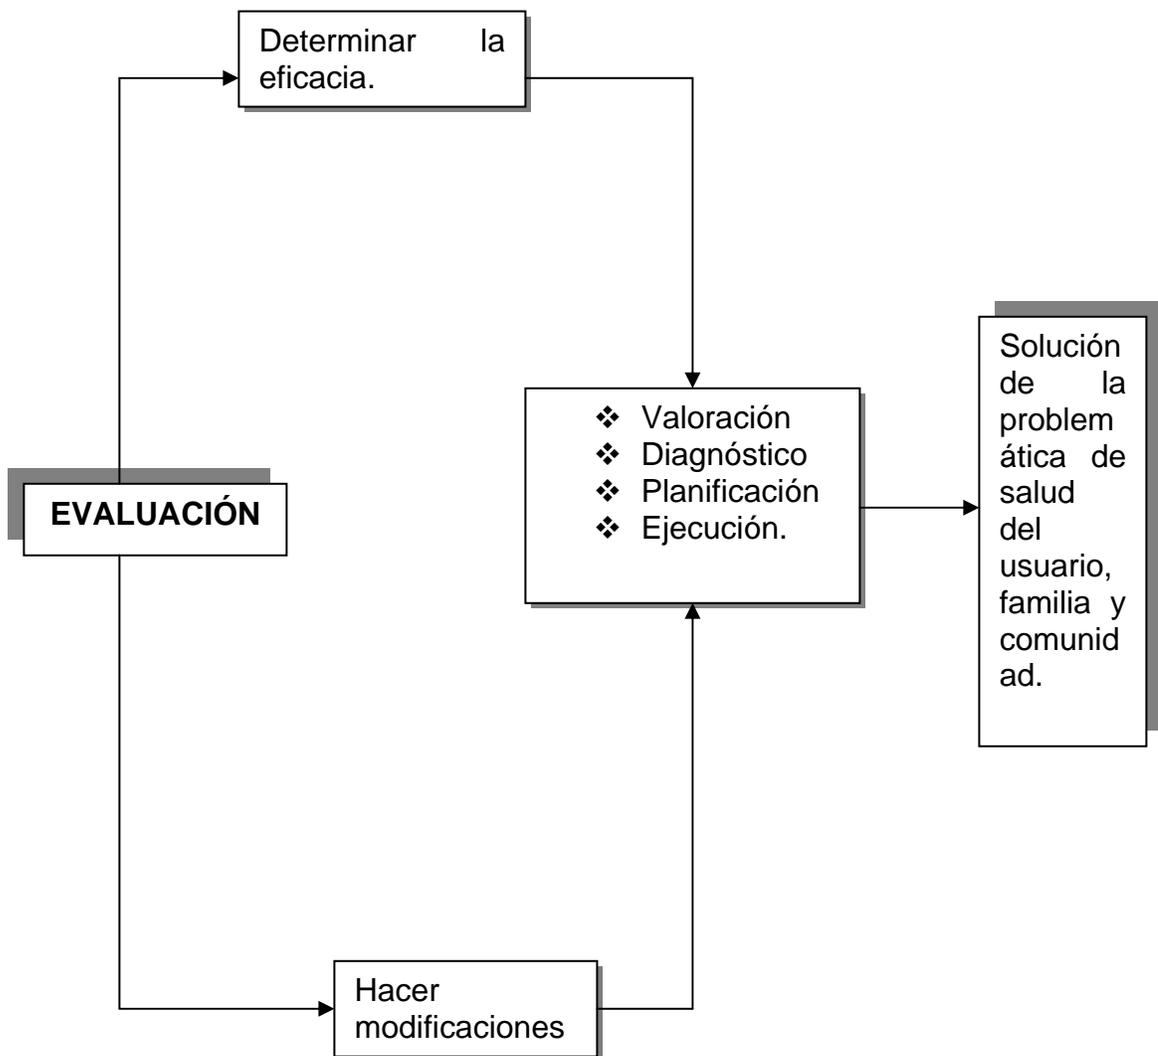 Determinar la
eficacia.
EVALUACIÓN
❖ Valoración
❖ Diagnóstico
❖ Planificación
❖ Ejecución.
Solución
de la
problem
ática de
salud
del
usuario,
familia y
comunid
ad.
Hacer
modificaciones